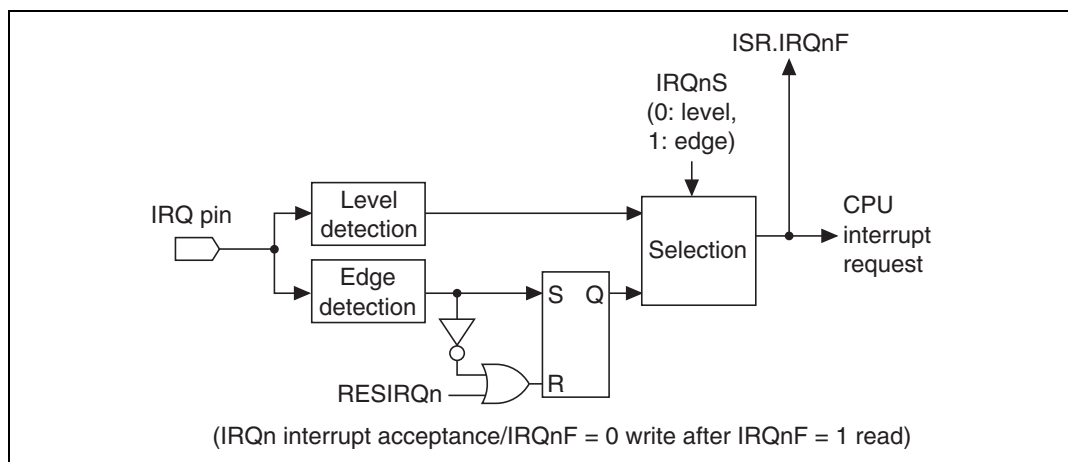 ISR.IRQnF
IRQnS
(0: level,
1: edge)
Level
detection
IRQ pin
CPU
interrupt
request
Selection
Edge
detection
S Q
R
RESIRQn
(IRQn interrupt acceptance/IRQnF = 0 write after IRQnF = 1 read)